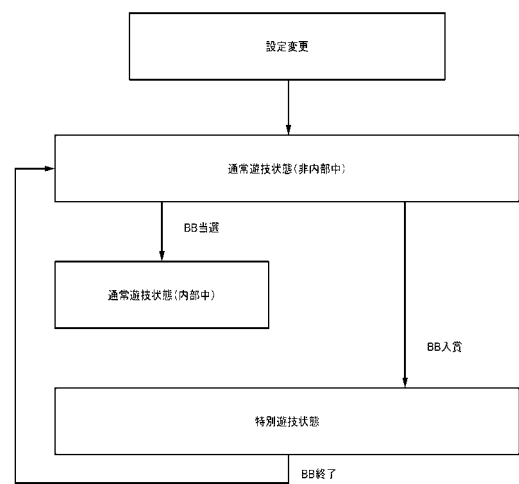 設定変更
通常遊技状態(非内部中)
BB当選
通常遊技状態(内部中)
BB入賞
特別遊技状態
BB終了